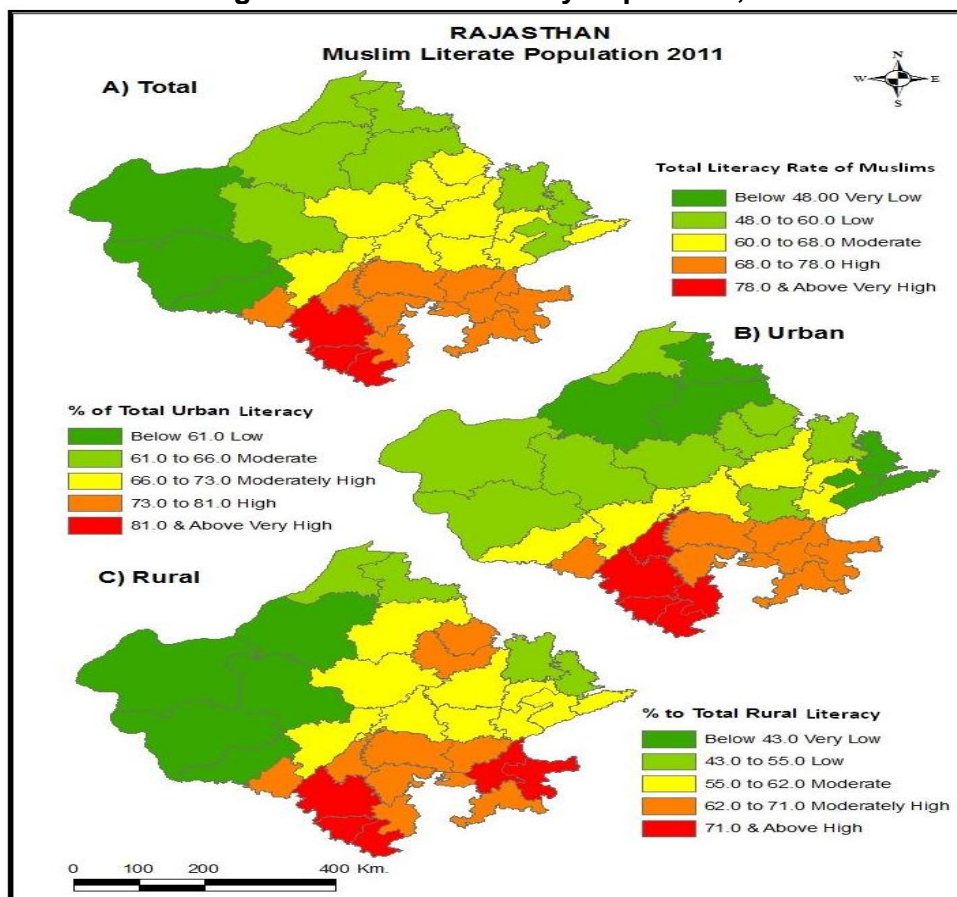 RAJASTHAN
Muslim Literate Population 2011
N
W E
S
A) Total
Total Literacy Rate of Muslims
Below 48.00 Very Low
48.0 to 60.0 Low
60.0 to 68.0 Moderate
68.0 to 78.0 High
78.0 & Above Very High
B) Urban
% of Total Urban Literacy
Below 61.0 Low
61.0 to 66.0 Moderate
66.0 to 73.0 Moderately High
73.0 to 81.0 High
81.0 & Above Very High
C) Rural
% to Total Rural Literacy
Below 43.0 Very Low
43.0 to 55.0 Low
55.0 to 62.0 Moderate
62.0 to 71.0 Moderately High
71.0 & Above High
0 100 200 400 Km.